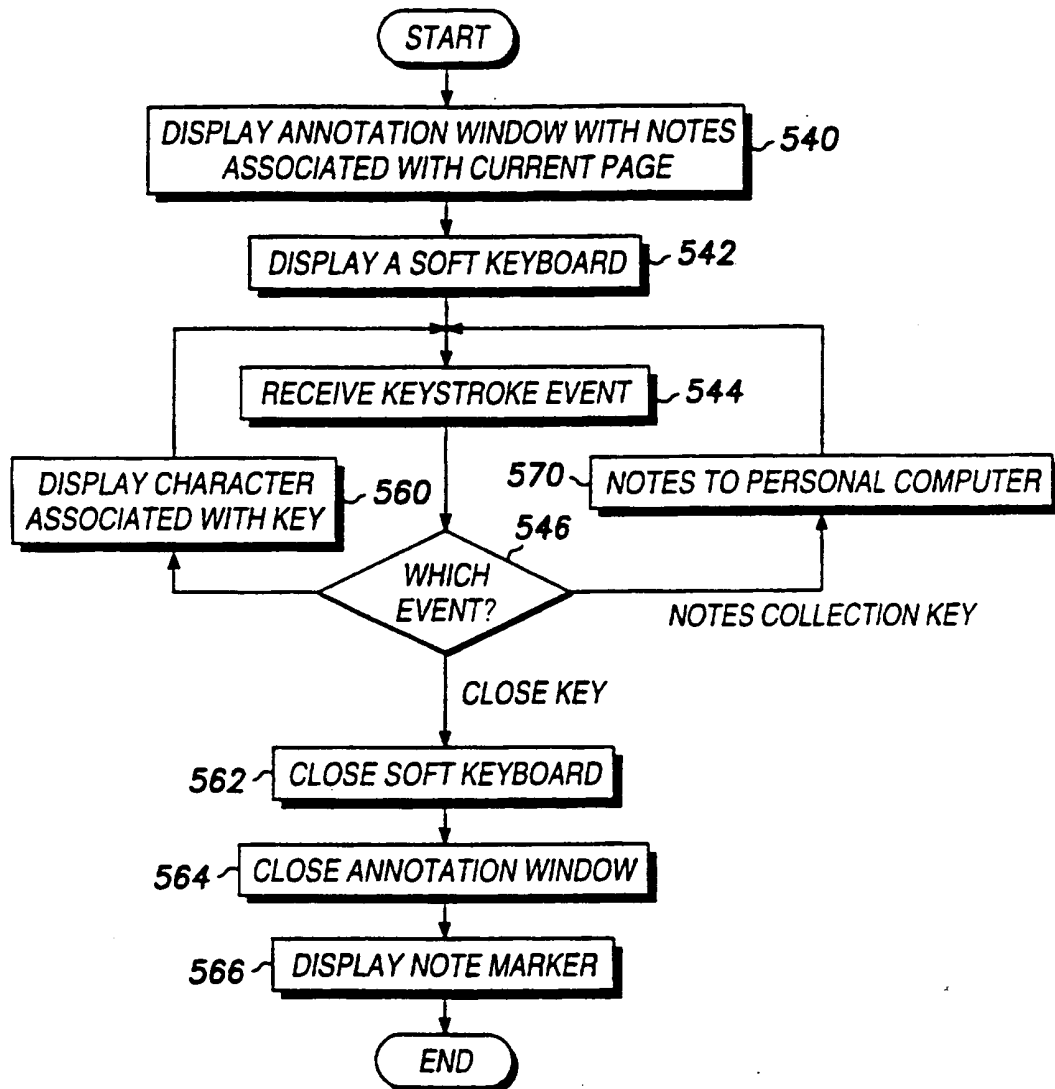 START
DISPLAY ANNOTATION WINDOW WITH NOTES
ASSOCIATED WITH CURRENT PAGE
540
DISPLAY A SOFT KEYBOARD
542
RECEIVE KEYSTROKE EVENT
544
DISPLAY CHARACTER
ASSOCIATED WITH KEY
560
570
NOTES TO PERSONAL COMPUTER
546
WHICH
EVENT?
NOTES COLLECTION KEY
CLOSE KEY
562
CLOSE SOFT KEYBOARD
564
CLOSE ANNOTATION WINDOW
566
DISPLAY NOTE MARKER
END